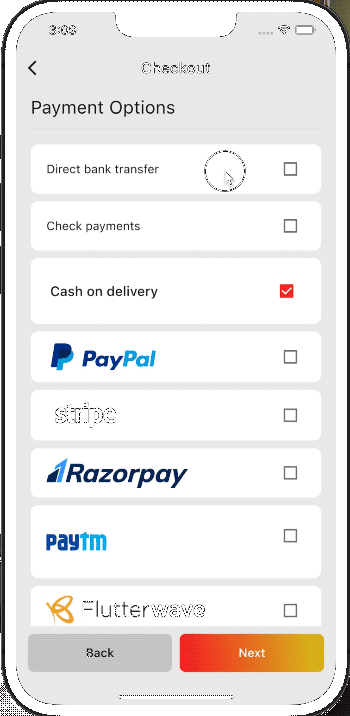 3:00
Checkout
Payment Options
Direct bank transfer
Check payments
Cash on delivery
PayPal
stripe
Razorpay
paytm
Flutterwave
Back
Next